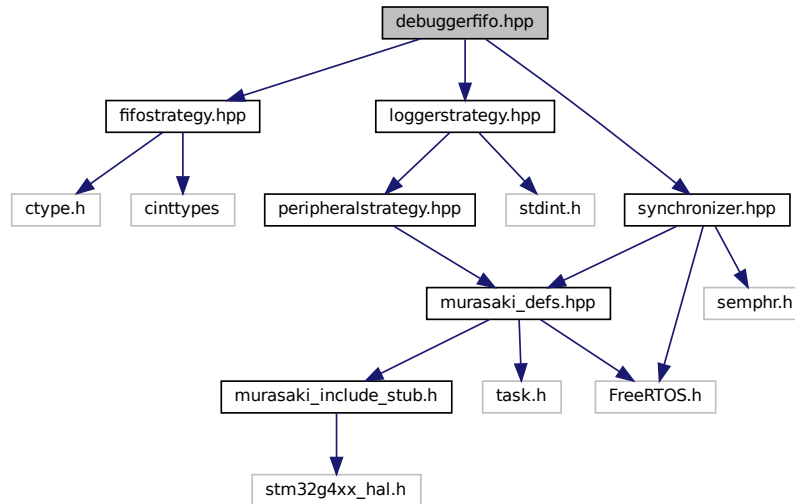 debuggerfifo.hpp
fifostrategy.hpp
loggerstrategy.hpp
ctype.h
cinttypes
peripheralstrategy.hpp
stdint.h
synchronizer.hpp
murasaki_defs.hpp
semphr.h
murasaki_include_stub.h
task.h
FreeRTOS.h
stm32g4xx_hal.h